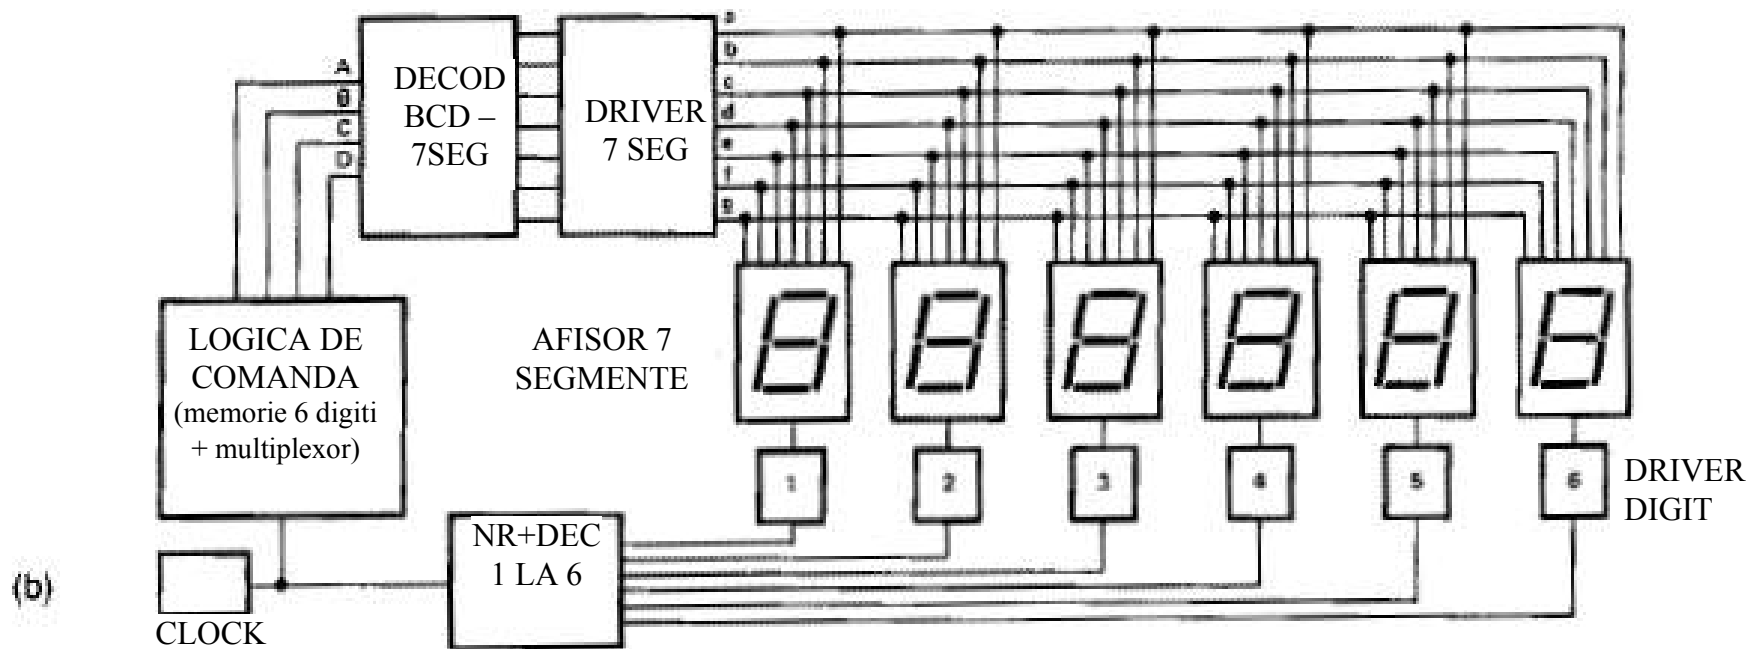 a
b
c
d
e
f
g
A
B
C
D
DECOD
BCD –
7SEG
DRIVER
7 SEG
LOGICA DE
COMANDA
(memorie 6 digiti
+ multiplexor)
AFISOR 7
SEGMENTE
1
2
3
4
5
6
DRIVER
DIGIT
NR+DEC
1 LA 6
(b)
CLOCK